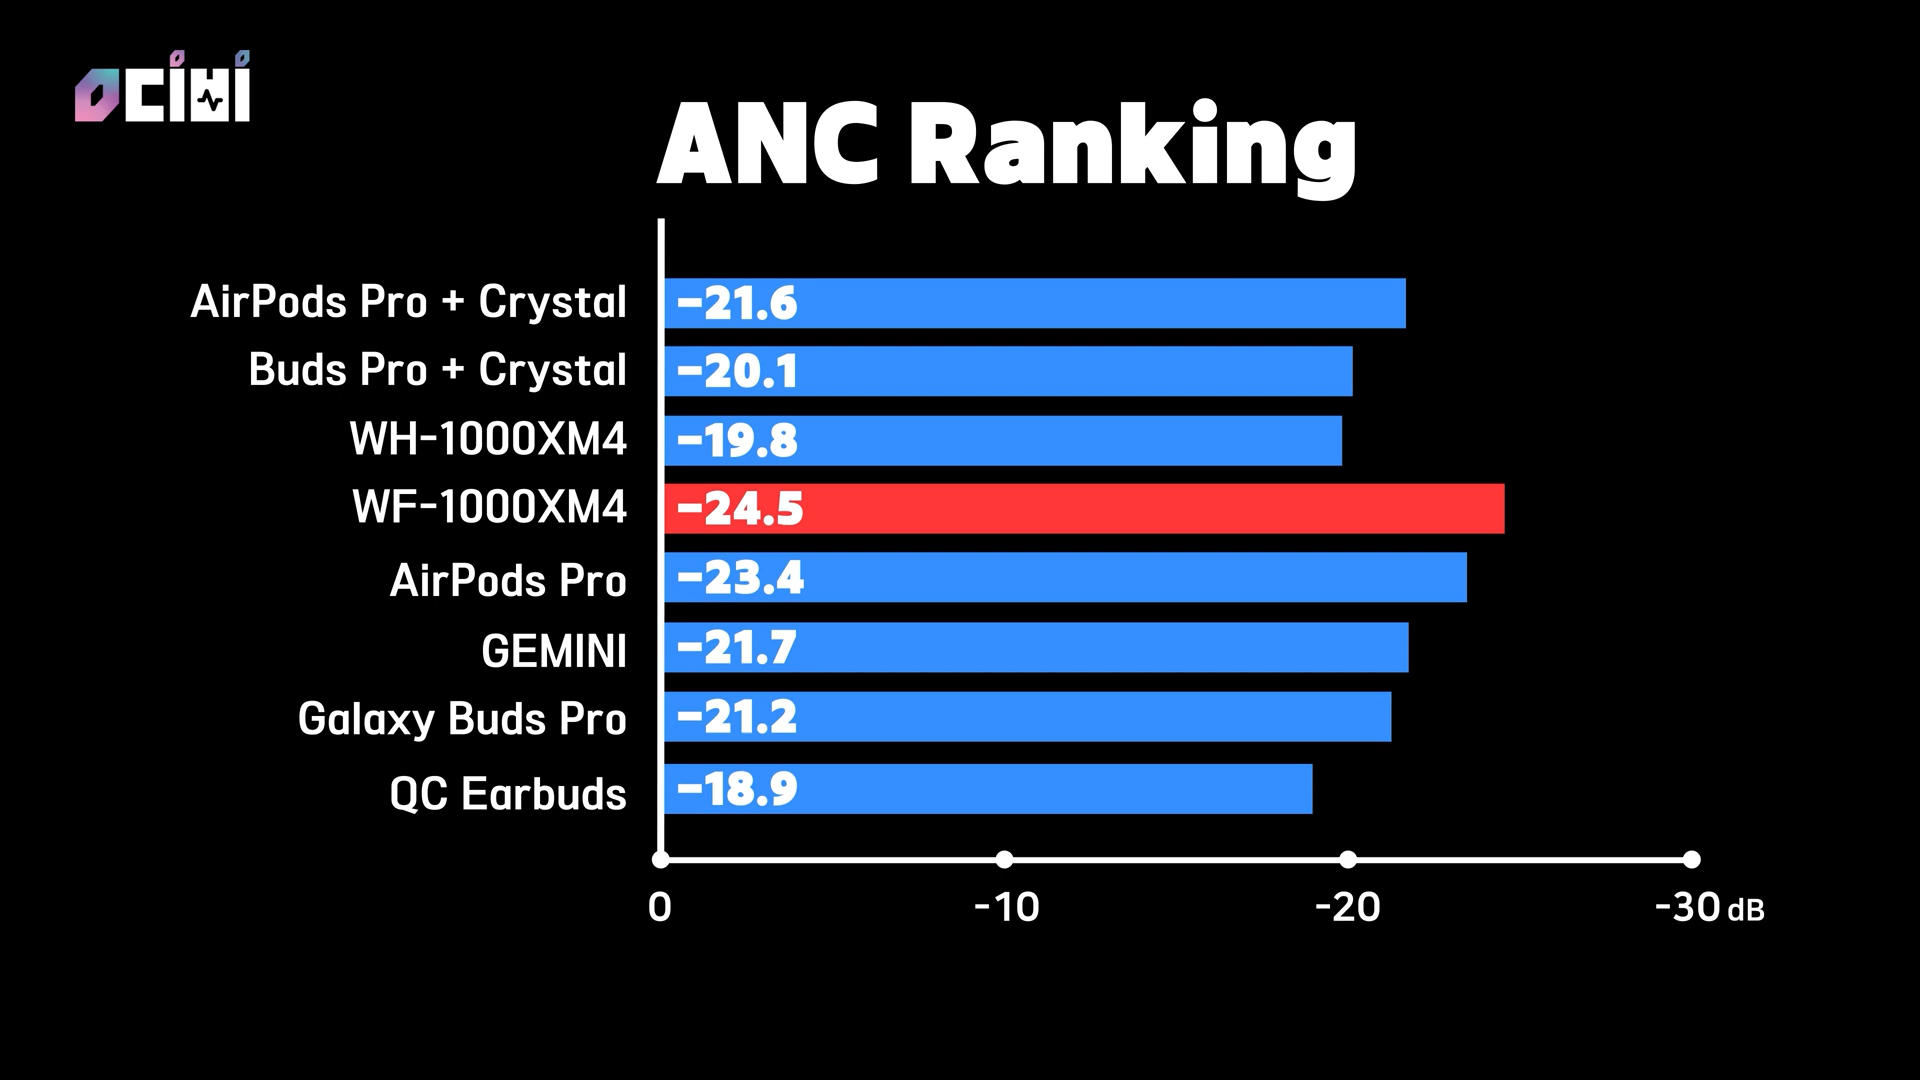 ANC Ranking
AirPods Pro + Crystal -21.6
Buds Pro + Crystal -20.1
WH-1000XM4 -19.8
WF-1000XM4 -24.5
AirPods Pro -23.4
GEMINI -21.7
Galaxy Buds Pro -21.2
QC Earbuds -18.9
0 -10 -20 -30 dB